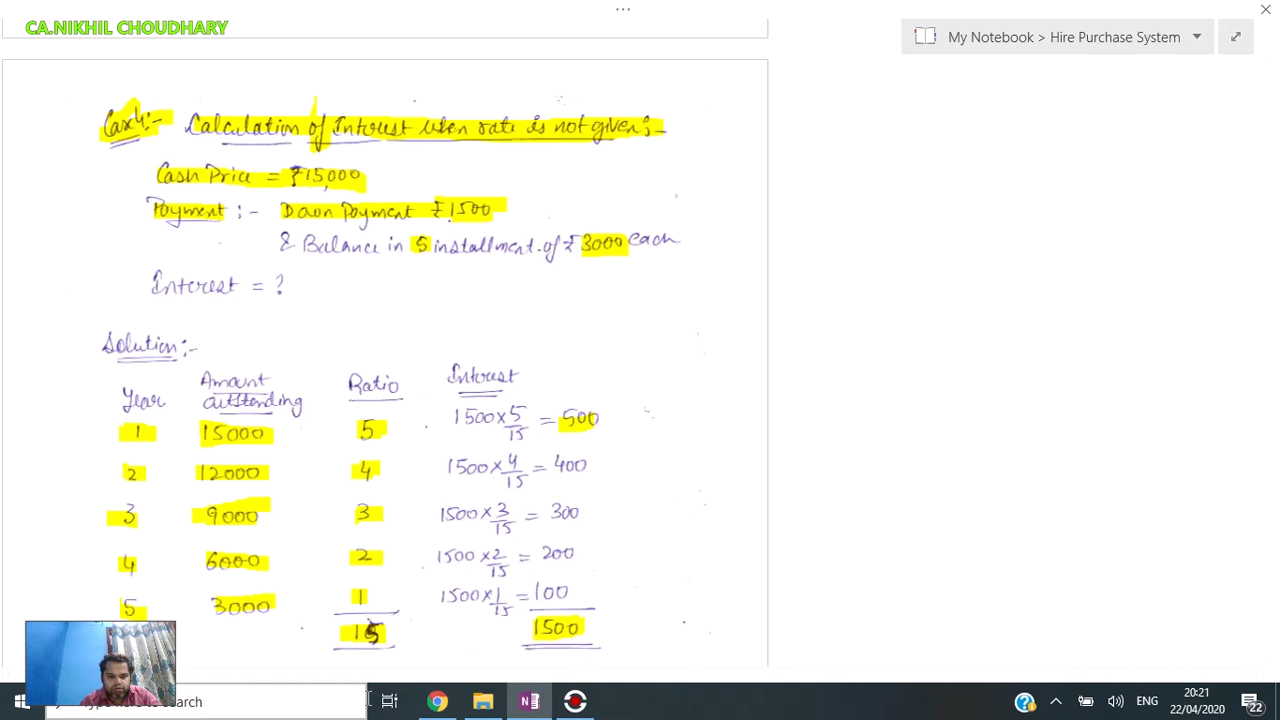 CA.NIKHIL CHOUDHARY
My Notebook > Hire Purchase System
Case 4:- Calculation of Interest when rate is not given:-
Cash Price = ₹15,000
Payment :- Down Payment ₹1500
& Balance in 5 installment of ₹3000 each
Interest = ?
Solution:-
Year Amount outstanding Ratio Interest
1 15000 5 1500 × 5/15 = 500
2 12000 4 1500 × 4/15 = 400
3 9000 3 1500 × 3/15 = 300
4 6000 2 1500 × 2/15 = 200
5 3000 1 1500 × 1/15 = 100
15 1500
search
ENG
20:21
22/04/2020
22